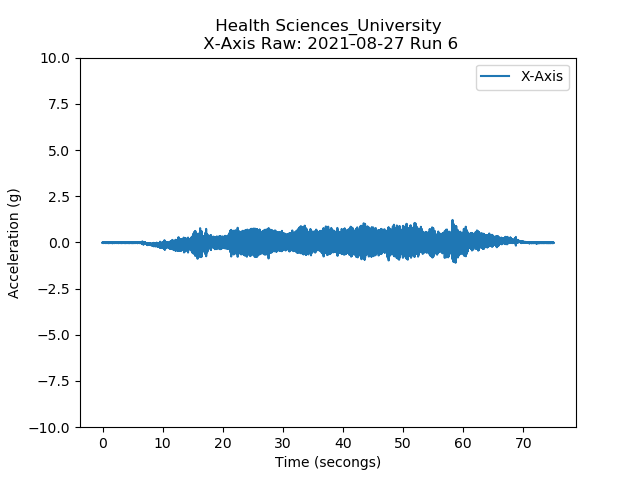 Health Sciences_University
X-Axis Raw: 2021-08-27 Run 6
10.0
7.5
5.0
2.5
0.0
−2.5
−5.0
−7.5
−10.0
Acceleration (g)
X-Axis
0 10 20 30 40 50 60 70
Time (secongs)